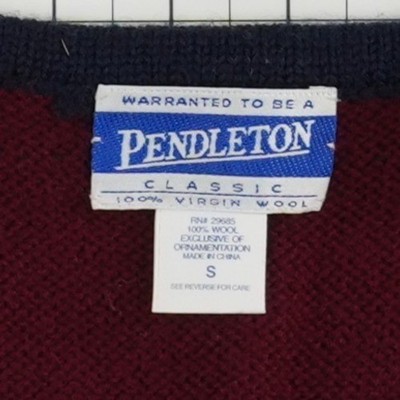 WARRANTED TO BE A
PENDLETON
CLASSIC
100% VIRGIN WOOL
RN# 29685
100% WOOL
EXCLUSIVE OF
ORNAMENTATION
MADE IN CHINA
S
SEE REVERSE FOR CARE